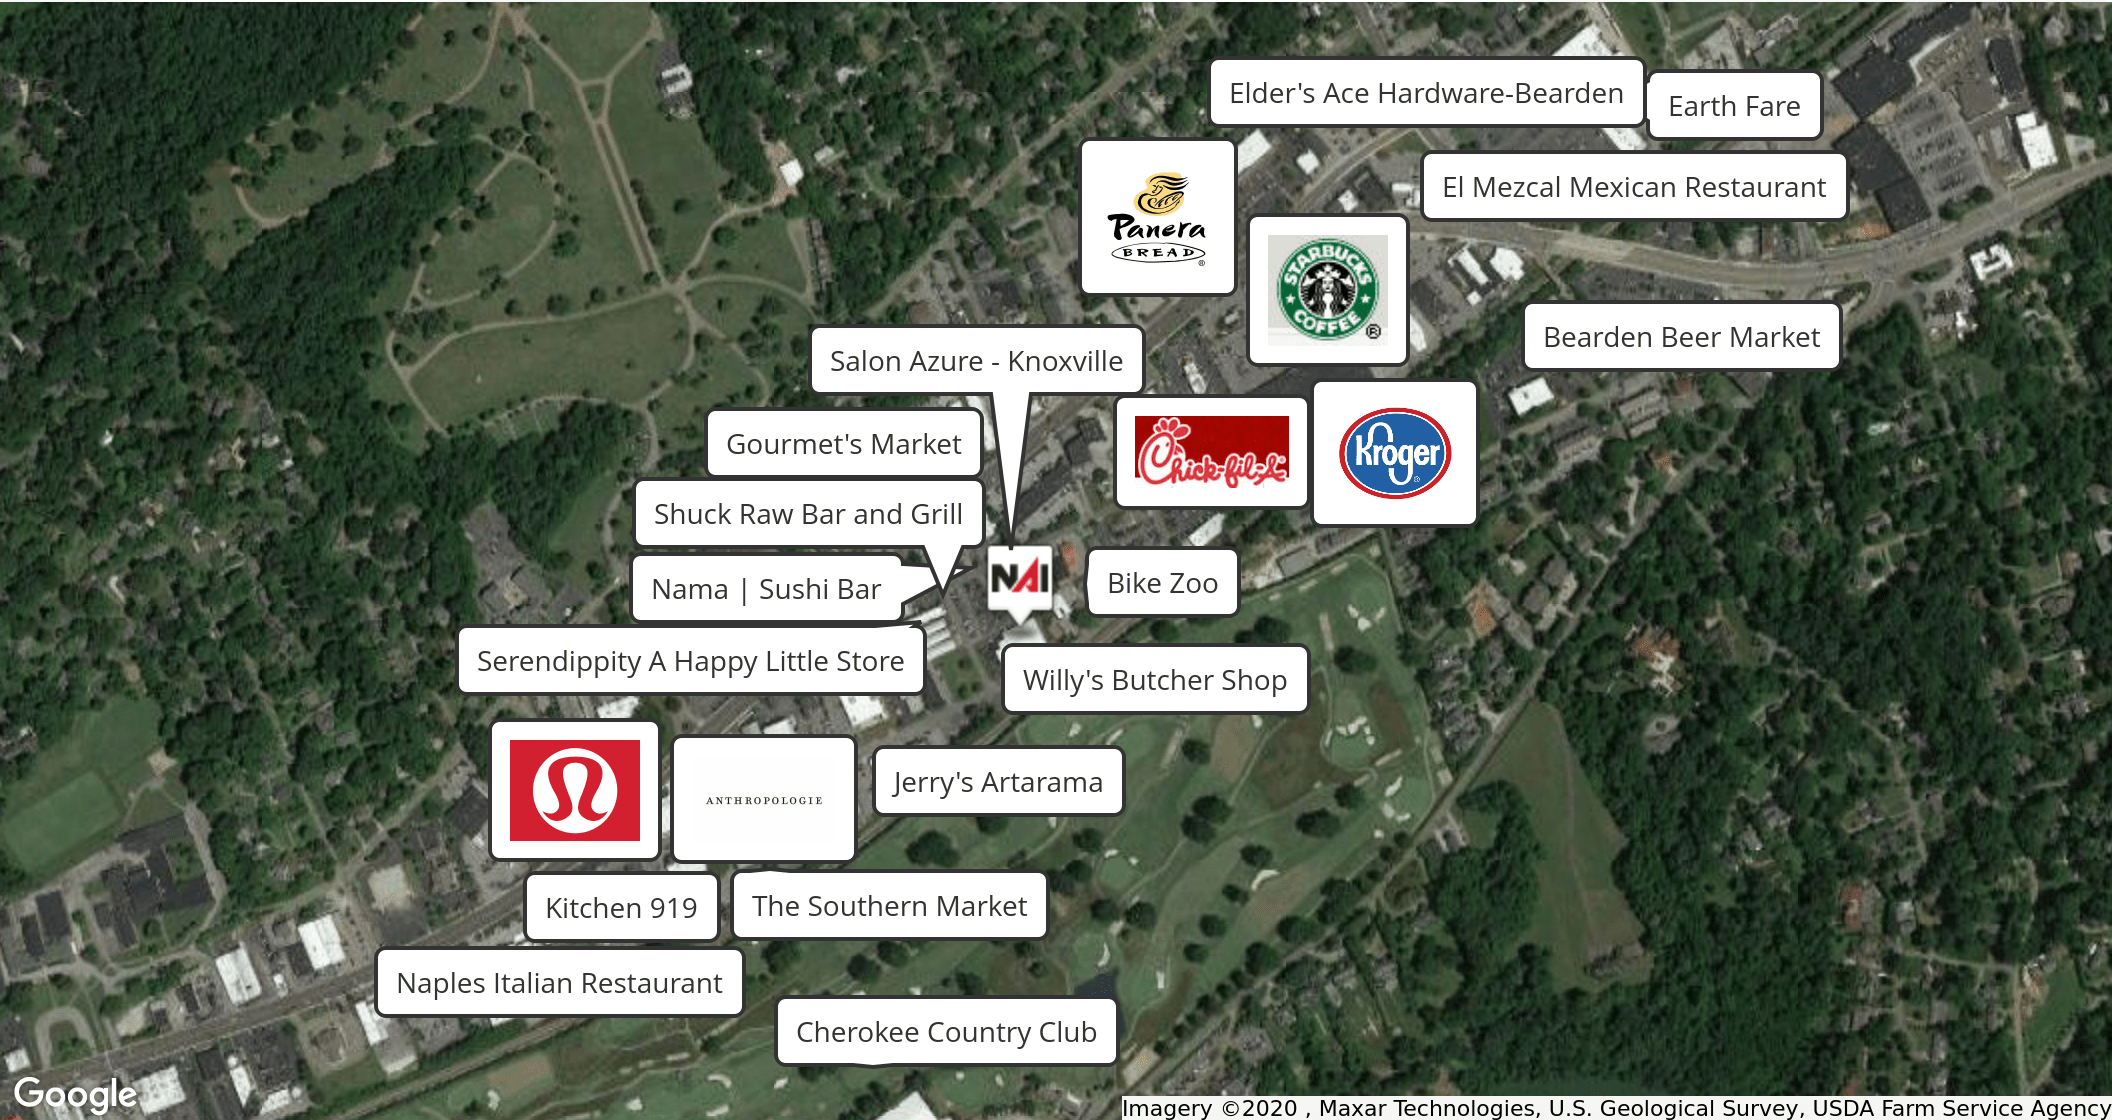 Elder's Ace Hardware-Bearden
Earth Fare
El Mezcal Mexican Restaurant
Panera
BREAD
®
STARBUCKS
COFFEE
®
Bearden Beer Market
Salon Azure - Knoxville
Gourmet's Market
Chick-fil-A
Kroger
Shuck Raw Bar and Grill
NAI
Nama | Sushi Bar
Bike Zoo
Serendippity A Happy Little Store
Willy's Butcher Shop
ANTHROPOLOGIE
Jerry's Artarama
Kitchen 919
The Southern Market
Naples Italian Restaurant
Cherokee Country Club
Google
Imagery ©2020 , Maxar Technologies, U.S. Geological Survey, USDA Farm Service Agency